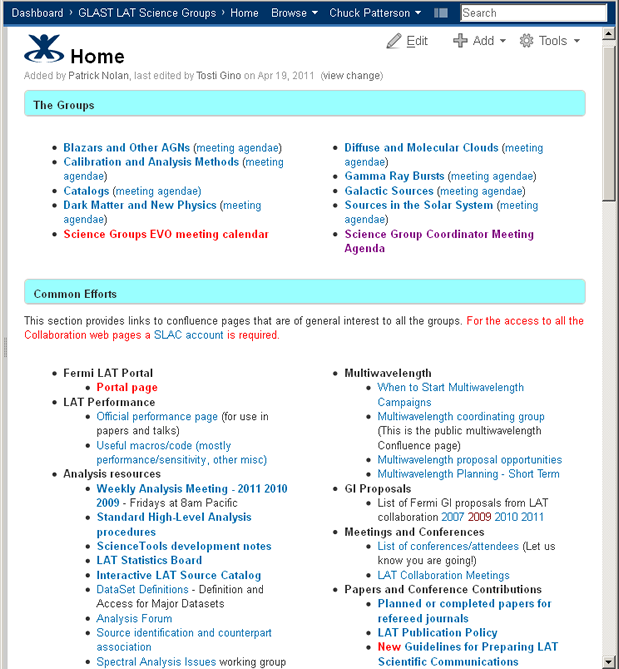 Dashboard › GLAST LAT Science Groups › Home Browse Chuck Patterson Search
Edit Add Tools
Home
Added by Patrick Nolan, last edited by Tosti Gino on Apr 19, 2011 (view change)
The Groups
Blazars and Other AGNs (meeting agendae)
Calibration and Analysis Methods (meeting
agendae)
Catalogs (meeting agendae)
Dark Matter and New Physics (meeting
agendae)
Science Groups EVO meeting calendar
Diffuse and Molecular Clouds (meeting
agendae)
Gamma Ray Bursts (meeting agendae)
Galactic Sources (meeting agendae)
Sources in the Solar System (meeting
agendae)
Science Group Coordinator Meeting
Agenda
Common Efforts
This section provides links to confluence pages that are of general interest to all the groups. For the access to all the
Collaboration web pages a SLAC account is required.
Fermi LAT Portal
Portal page
LAT Performance
Official performance page (for use in
papers and talks)
Useful macros/code (mostly
performance/sensitivity, other misc)
Analysis resources
Weekly Analysis Meeting - 2011 2010
2009 - Fridays at 8am Pacific
Standard High-Level Analysis
procedures
ScienceTools development notes
LAT Statistics Board
Interactive LAT Source Catalog
DataSet Definitions - Definition and
Access for Major Datasets
Analysis Forum
Source identification and counterpart
association
Spectral Analysis Issues working group
Multiwavelength
When to Start Multiwavelength
Campaigns
Multiwavelength coordinating group
(This is the public multiwavelength
Confluence page)
Multiwavelength proposal opportunities
Multiwavelength Planning - Short Term
GI Proposals
List of Fermi GI proposals from LAT
collaboration 2007 2009 2010 2011
Meetings and Conferences
List of conferences/attendees (Let us
know you are going!)
LAT Collaboration Meetings
Papers and Conference Contributions
Planned or completed papers for
refereed journals
LAT Publication Policy
New Guidelines for Preparing LAT
Scientific Communications